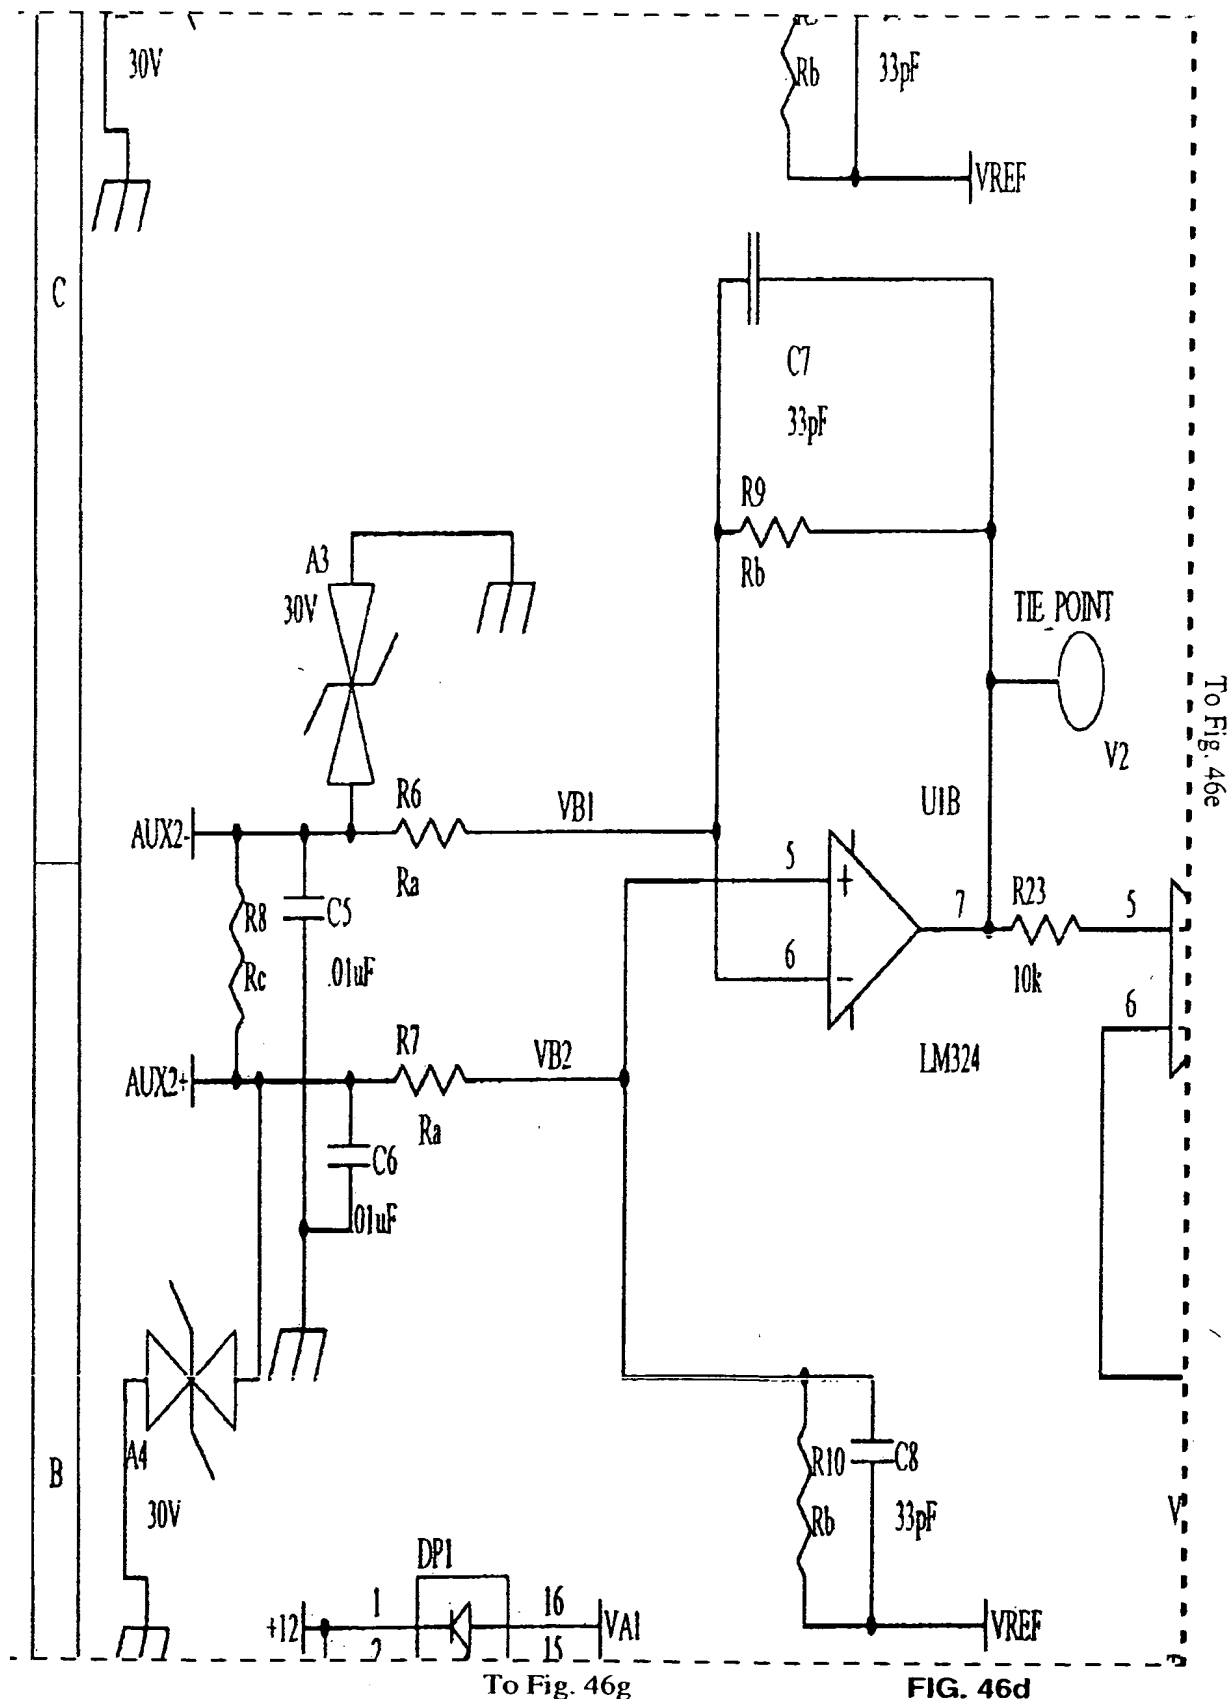 30V
Rb
33pF
VREF
C
C7
33pF
R9
Rb
A3
30V
TIE_POINT
V2
To Fig. 46e
U1B
AUX2-
R6
VB1
Ra
5
R8
C5
7
R23
5
Rc
.01uF
6
10k
6
R7
VB2
LM324
AUX2+
Ra
C6
.01uF
A4
30V
B
R10
C8
Rb
33pF
V
DP1
+12
1
16
VA1
2
15
VREF
To Fig. 46g
FIG. 46d